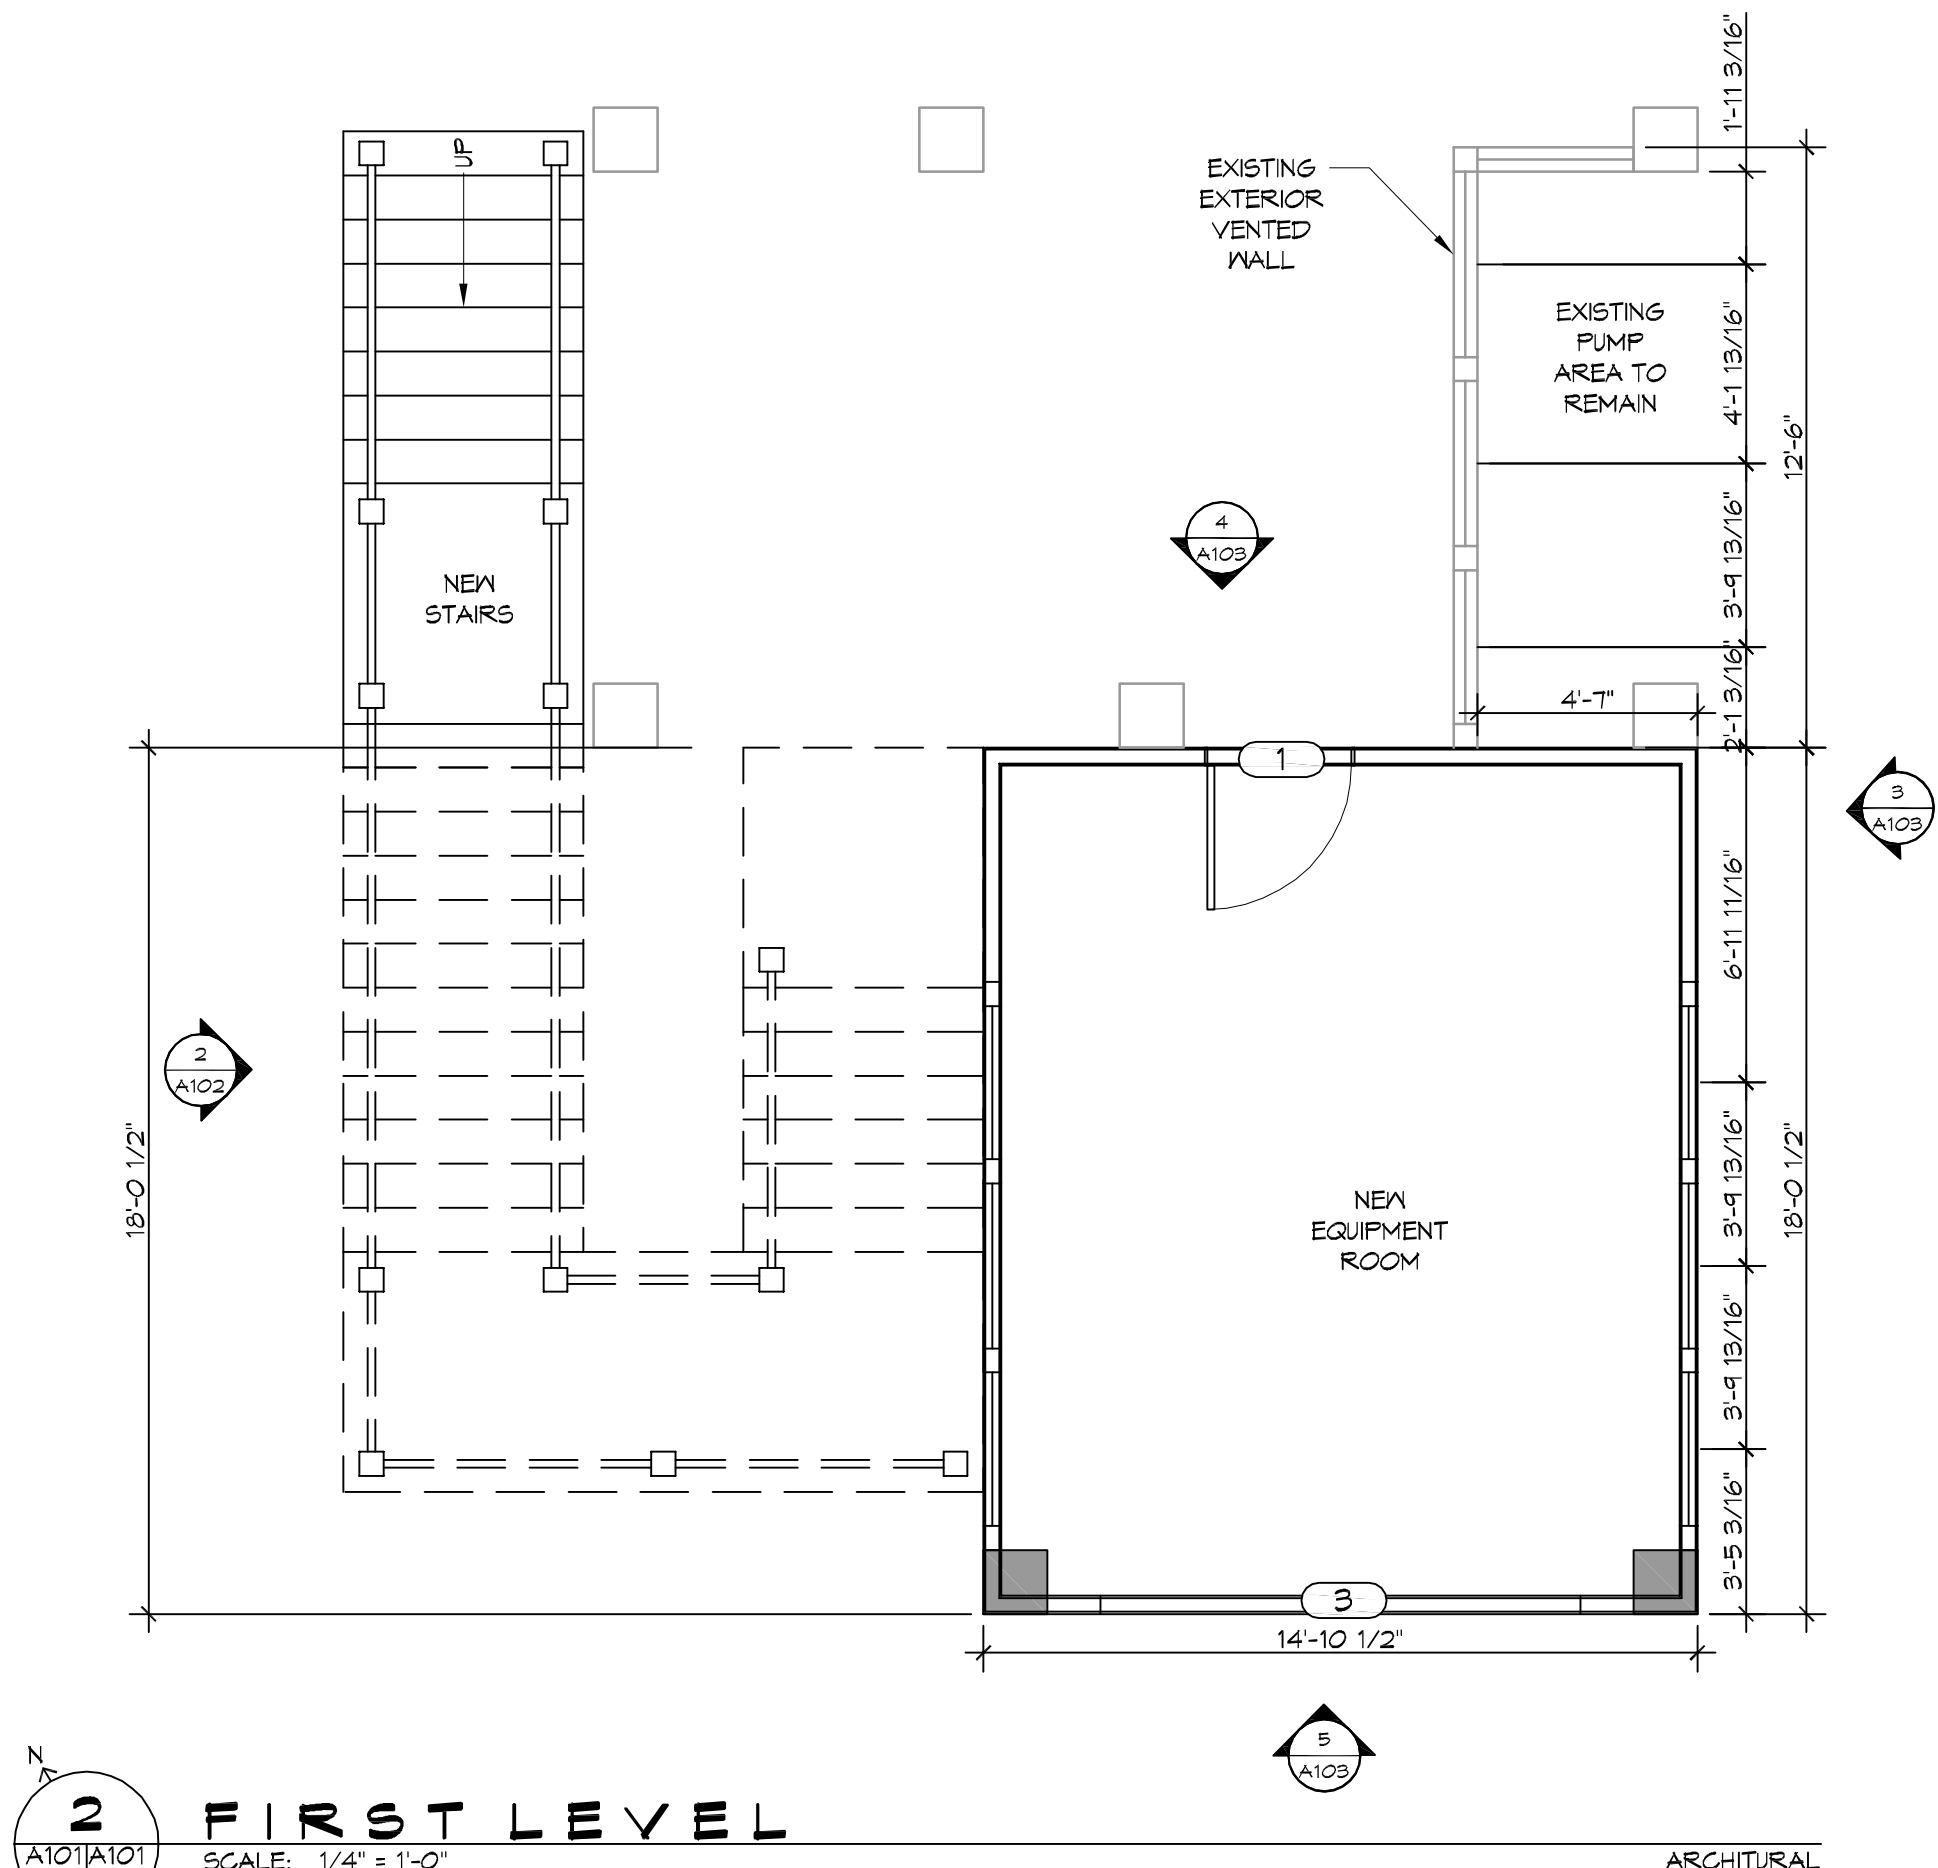 1'-11 3/16"
UP
EXISTING
EXTERIOR
VENTED
WALL
EXISTING
PUMP
AREA TO
REMAIN
4'-1 13/16"
12'-6"
4
A103
3'-9 13/16"
NEW
STAIRS
2'-1 3/16"
4'-7"
1
3
A103
6'-11 11/16"
2
A102
18'-0 1/2"
3'-9 13/16"
18'-0 1/2"
NEW
EQUIPMENT
ROOM
3'-9 13/16"
3'-5 3/16"
3
14'-10 1/2"
5
A103
N
2
A101|A101
FIRST LEVEL
SCALE: 1/4" = 1'-0"
ARCHITURAL